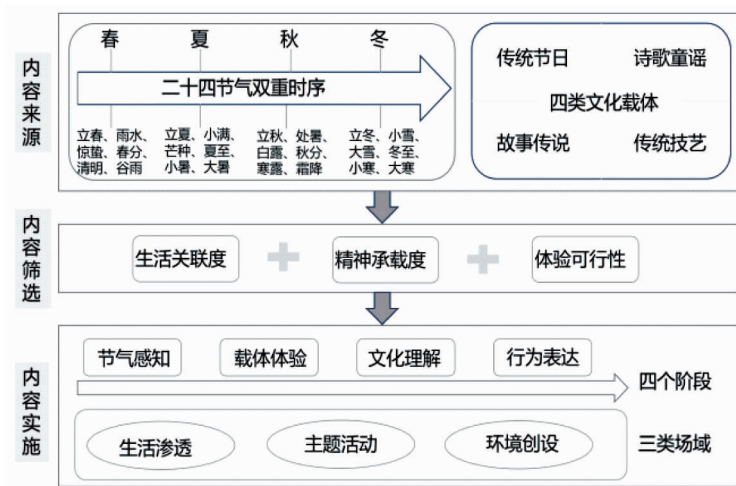 内容来源
春 夏 秋 冬
二十四节气双重时序
立春、雨水、
惊蛰、春分、
清明、谷雨
立夏、小满、
芒种、夏至、
小暑、大暑
立秋、处暑、
白露、秋分、
寒露、霜降
立冬、小雪、
大雪、冬至、
小寒、大寒
传统节日 诗歌童谣
四类文化载体
故事传说 传统技艺
内容筛选
生活关联度 + 精神承载度 + 体验可行性
内容实施
节气感知 载体体验 文化理解 行为表达
四个阶段
生活渗透 主题活动 环境创设
三类场域